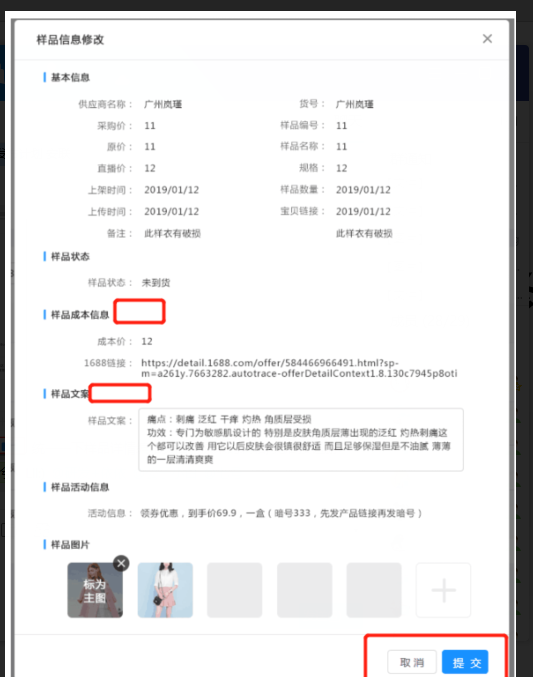 样品信息修改
基本信息
供应商名称： 广州岚瑾 货号： 广州岚瑾
采购价： 11 样品编号： 11
原价： 11 样品名称： 11
直播价： 12 规格： 12
上架时间： 2019/01/12 样品数量： 2019/01/12
上传时间： 2019/01/12 宝贝链接： 2019/01/12
备注： 此样衣有破损 此样衣有破损
样品状态
样品状态： 未到货
样品成本信息
成本价： 12
1688链接： https://detail.1688.com/offer/584466966491.html?sp-
m=a261y.7663282.autotrace-offerDetailContext1.8.130c7945p8oti
样品文案
样品文案： 痛点：刺痛 泛红 干痒 灼热 角质层受损
功效：专门为敏感肌设计的 特别是皮肤角质层薄出现的泛红 灼热刺痛这
个都可以改善 用它以后皮肤会很镇很舒适 而且足够保湿但是不油腻 薄薄
的一层清清爽爽
样品活动信息
活动信息： 领券优惠，到手价69.9，一盒（暗号333，先发产品链接再发暗号）
样品图片
标为
主图
取消 提交